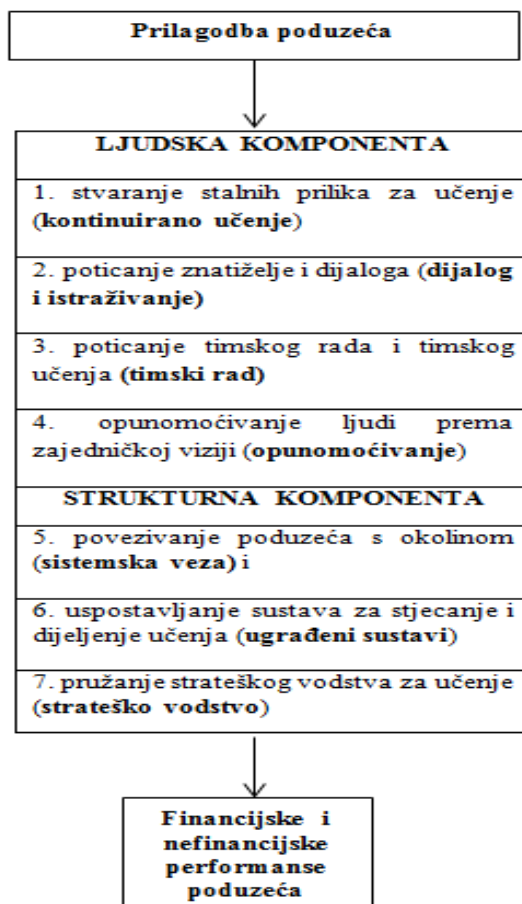 Prilagodba poduzeća
LJUDSKA KOMPONENTA
1. stvaranje stalnih prilika za učenje
(kontinuirano učenje)
2. poticanje znatiželje i dijaloga (dijalog
i istraživanje)
3. poticanje timskog rada i timskog
učenja (timski rad)
4. opunomoćivanje ljudi prema
zajedničkoj viziji (opunomoćivanje)
STRUKTURNA KOMPONENTA
5. povezivanje poduzeća s okolinom
(sistemska veza) i
6. uspostavljanje sustava za stjecanje i
dijeljenje učenja (ugrađeni sustavi)
7. pružanje strateškog vodstva za učenje
(strateško vodstvo)
Financijske i
nefinancijske
performanse
poduzeća